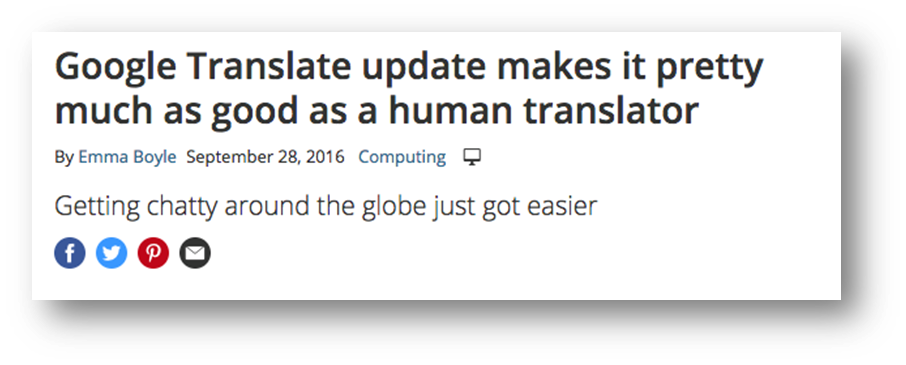 Google Translate update makes it pretty
much as good as a human translator
By Emma Boyle September 28, 2016 Computing
Getting chatty around the globe just got easier